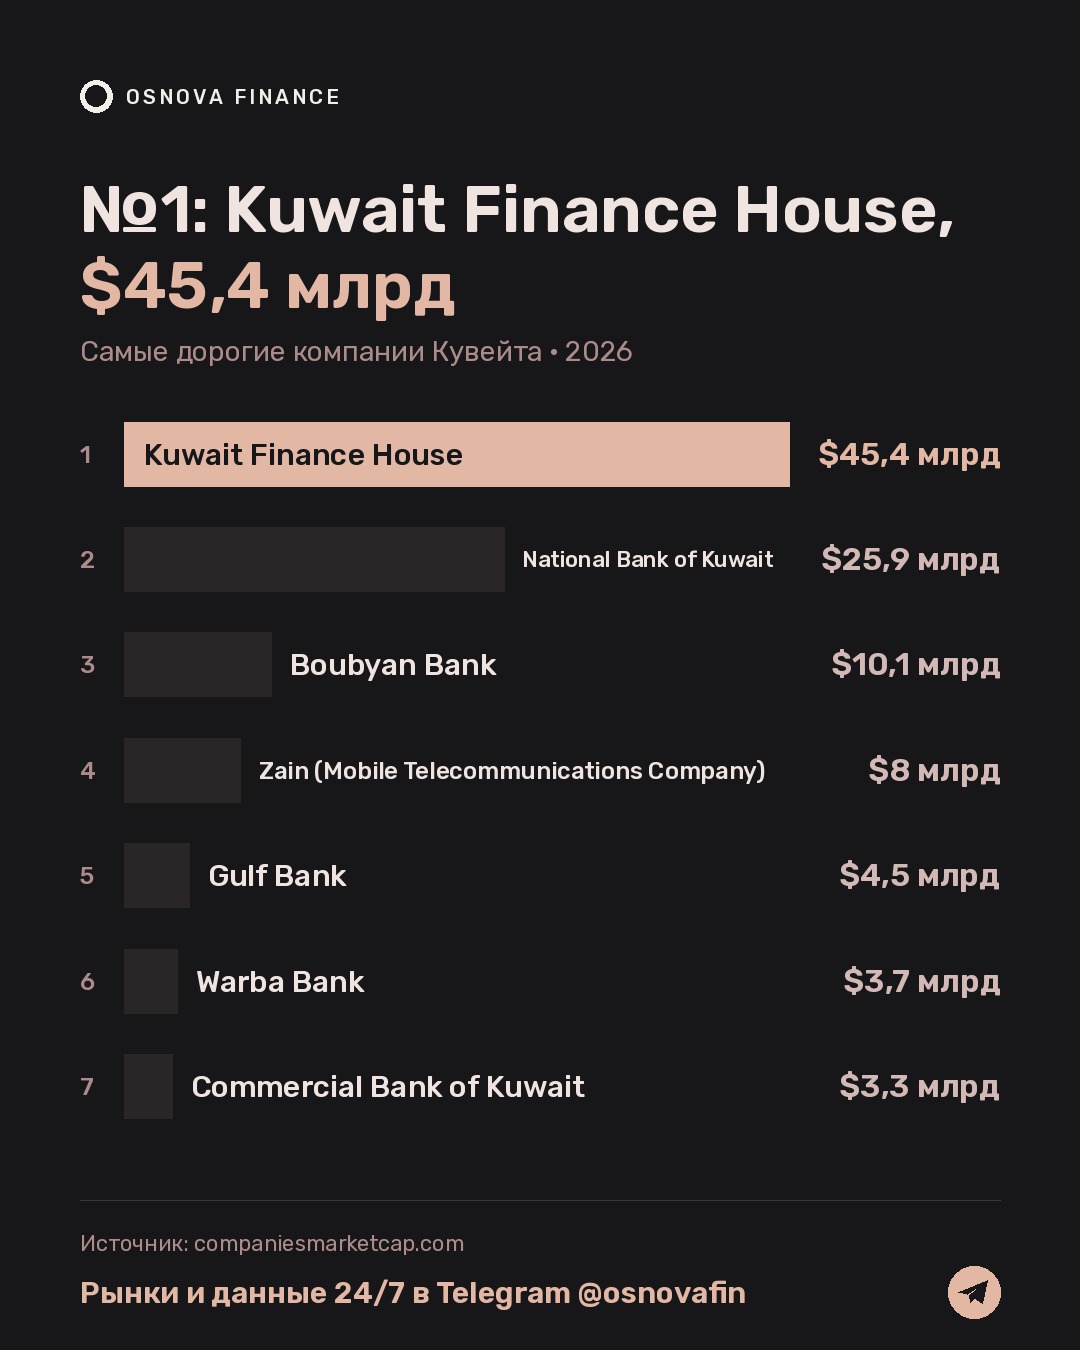 OSNOVA FINANCE
№1: Kuwait Finance House,
$45,4 млрд
Самые дорогие компании Кувейта • 2026
1 Kuwait Finance House $45,4 млрд
2 National Bank of Kuwait $25,9 млрд
3 Boubyan Bank $10,1 млрд
4 Zain (Mobile Telecommunications Company) $8 млрд
5 Gulf Bank $4,5 млрд
6 Warba Bank $3,7 млрд
7 Commercial Bank of Kuwait $3,3 млрд
Источник: companiesmarketcap.com
Рынки и данные 24/7 в Telegram @osnovafin